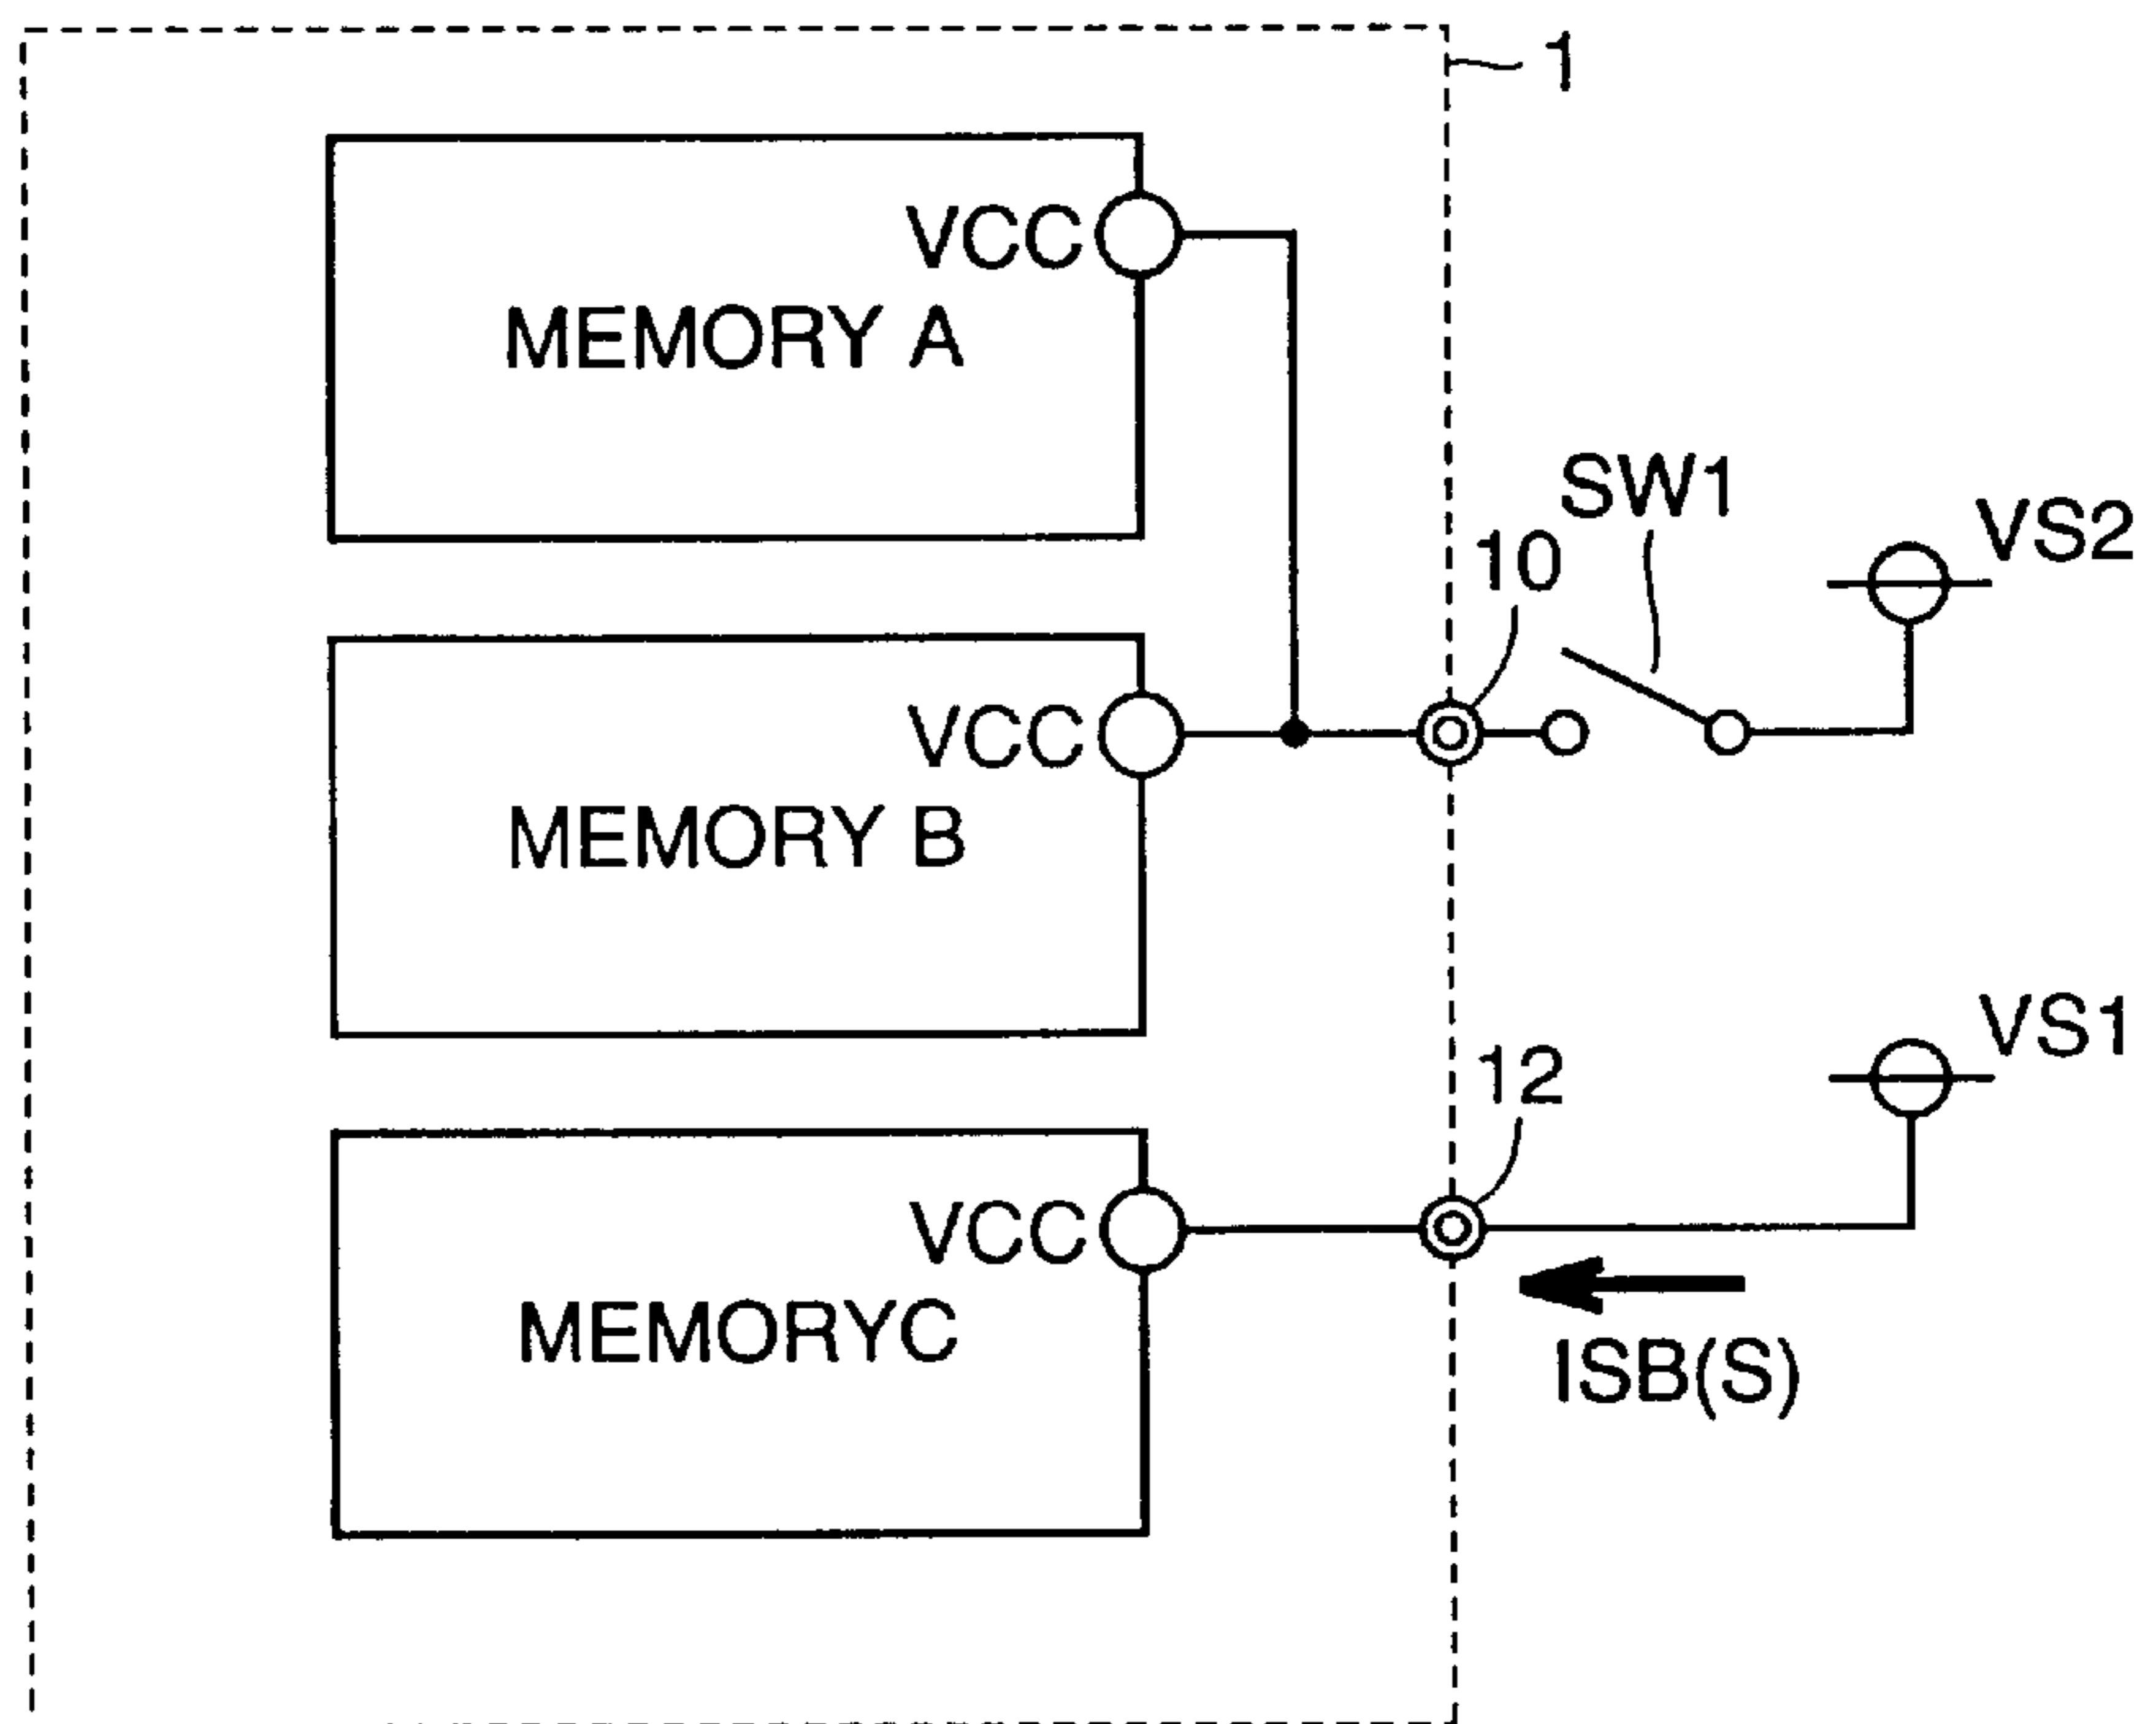 1
VCC
MEMORY A
SW1
VS2
10
VCC
MEMORY B
VS1
12
VCC
MEMORYC
ISB(S)